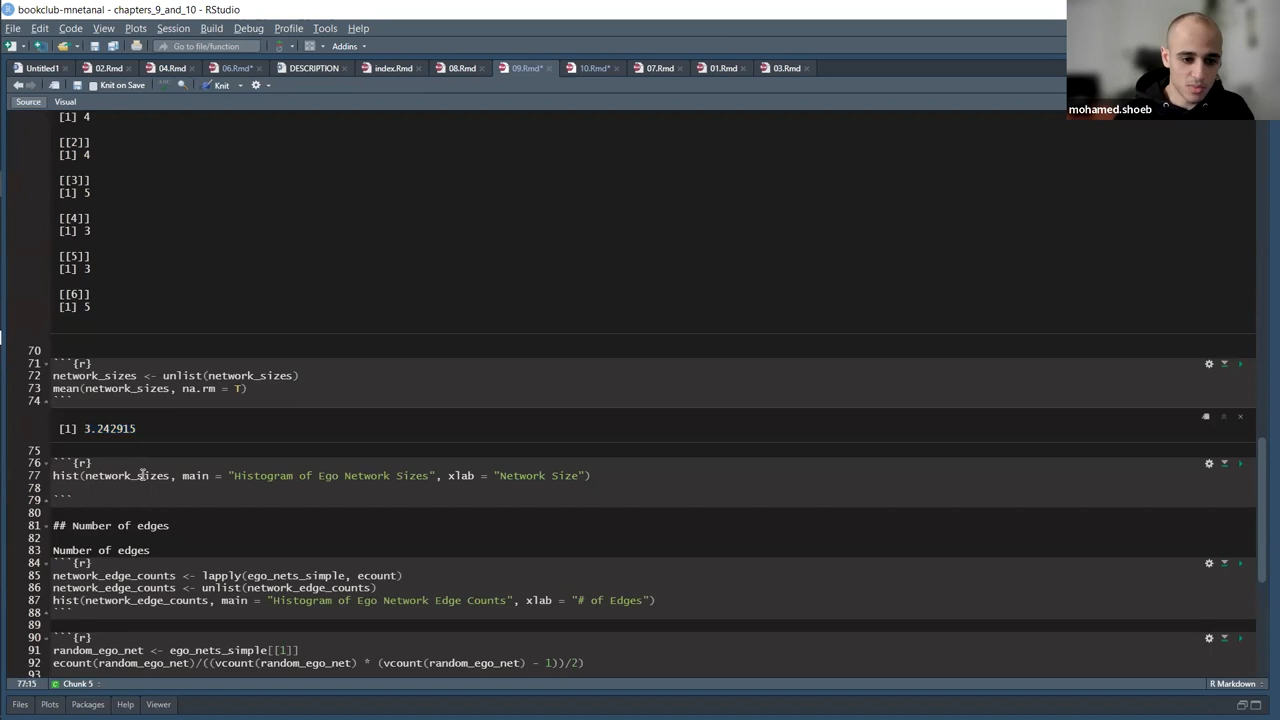 bookclub-mnetanal - chapters_9_and_10 - RStudio
File Edit Code View Plots Session Build Debug Profile Tools Help
Go to file/function Addins
Untitled1 02.Rmd 04.Rmd 06.Rmd* DESCRIPTION index.Rmd 08.Rmd 09.Rmd* 10.Rmd* 07.Rmd 01.Rmd 03.Rmd
mohamed.shoeb
Knit on Save Knit
Source Visual
[1] 4
[[2]]
[1] 4
[[3]]
[1] 5
[[4]]
[1] 3
[[5]]
[1] 3
[[6]]
[1] 5
70
71 ```{r}
72 network_sizes <- unlist(network_sizes)
73 mean(network_sizes, na.rm = T)
74 ```
[1] 3.242915
75
76 ```{r}
77 hist(network_sizes, main = "Histogram of Ego Network Sizes", xlab = "Network Size")
78
79 ```
80
81 ## Number of edges
82
83 Number of edges
84 ```{r}
85 network_edge_counts <- lapply(ego_nets_simple, ecount)
86 network_edge_counts <- unlist(network_edge_counts)
87 hist(network_edge_counts, main = "Histogram of Ego Network Edge Counts", xlab = "# of Edges")
88 ```
89
90 ```{r}
91 random_ego_net <- ego_nets_simple[[1]]
92 ecount(random_ego_net)/((vcount(random_ego_net) * (vcount(random_ego_net) - 1))/2)
93
77:15 Chunk 5 R Markdown
Files Plots Packages Help Viewer